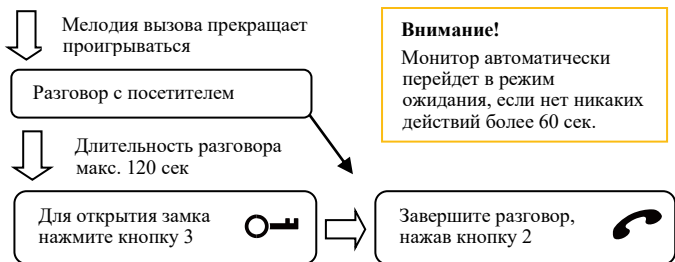 Мелодия вызова прекращает
проигрываться
Внимание!
Монитор автоматически
перейдет в режим
ожидания, если нет никаких
действий более 60 сек.
Разговор с посетителем
Длительность разговора
макс. 120 сек
Для открытия замка
нажмите кнопку 3
Завершите разговор,
нажав кнопку 2